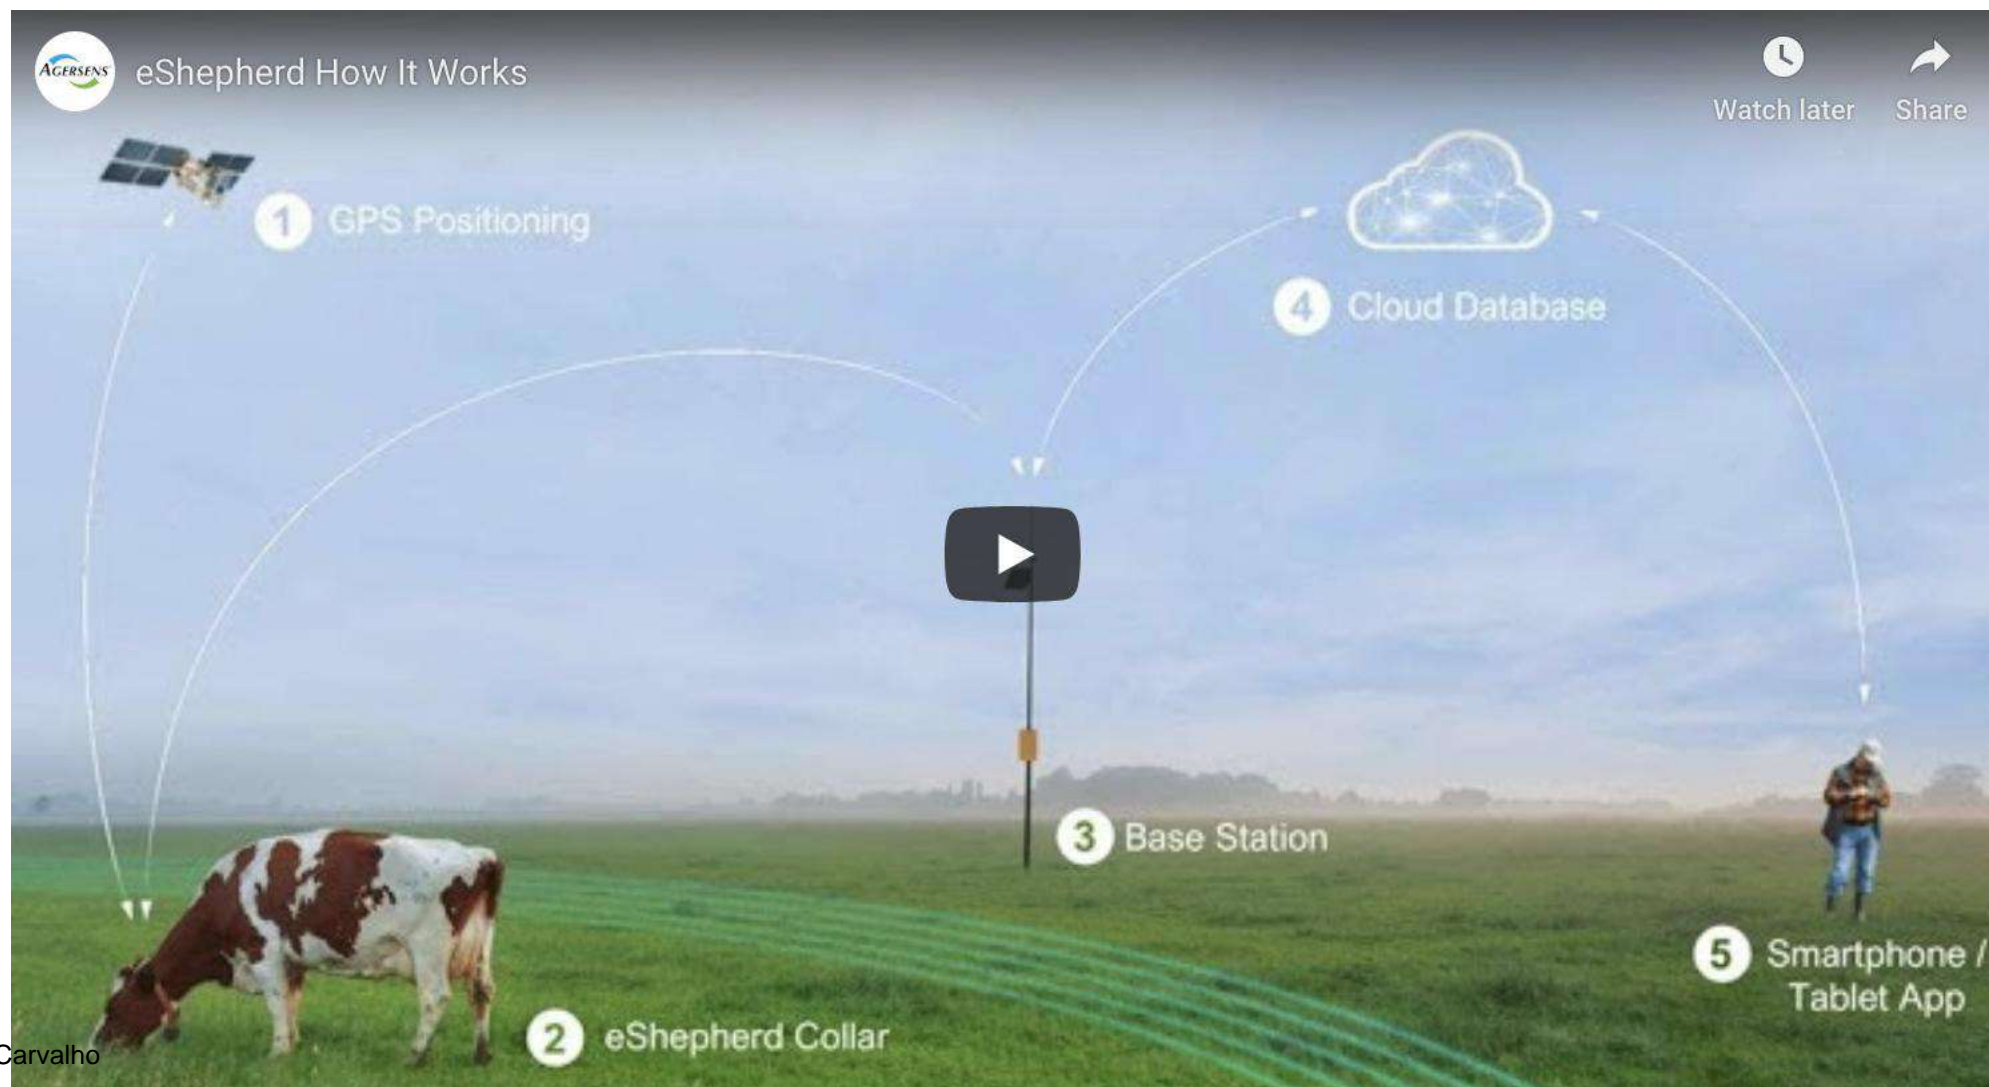 AGERSENS
eShepherd How It Works
Watch later
Share
1 GPS Positioning
4 Cloud Database
3 Base Station
5 Smartphone /
Tablet App
2 eShepherd Collar
Carvalho